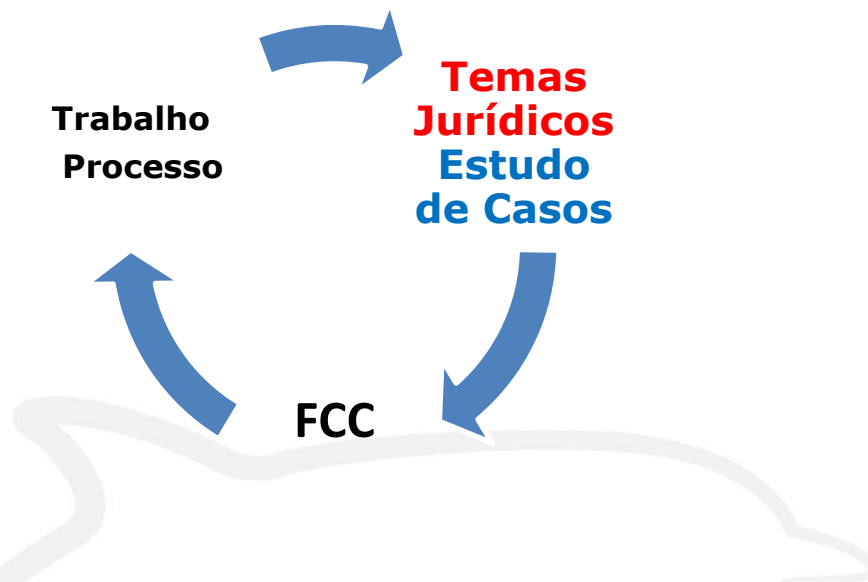 Trabalho
Processo
Temas
Jurídicos
Estudo
de Casos
FCC